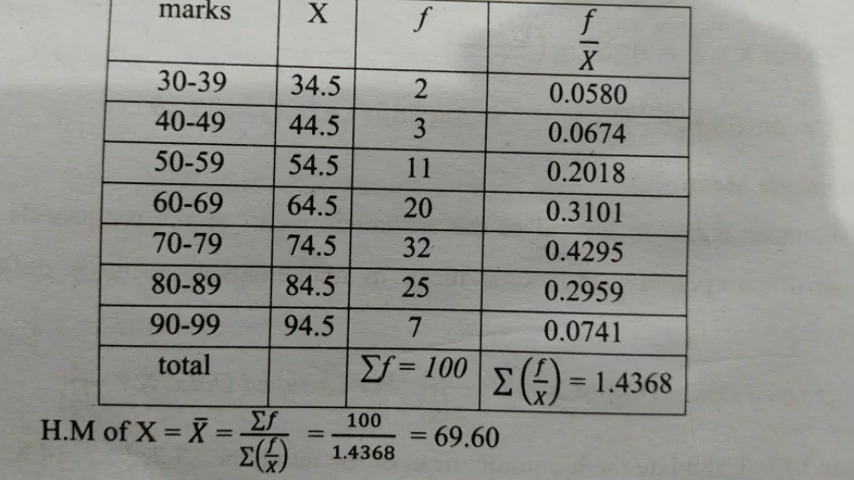 marks X f f/X
30-39 34.5 2 0.0580
40-49 44.5 3 0.0674
50-59 54.5 11 0.2018
60-69 64.5 20 0.3101
70-79 74.5 32 0.4295
80-89 84.5 25 0.2959
90-99 94.5 7 0.0741
total Σf = 100 Σ(f/x) = 1.4368
H.M of X = X̄ = Σf/Σ(f/x) = 100/1.4368 = 69.60